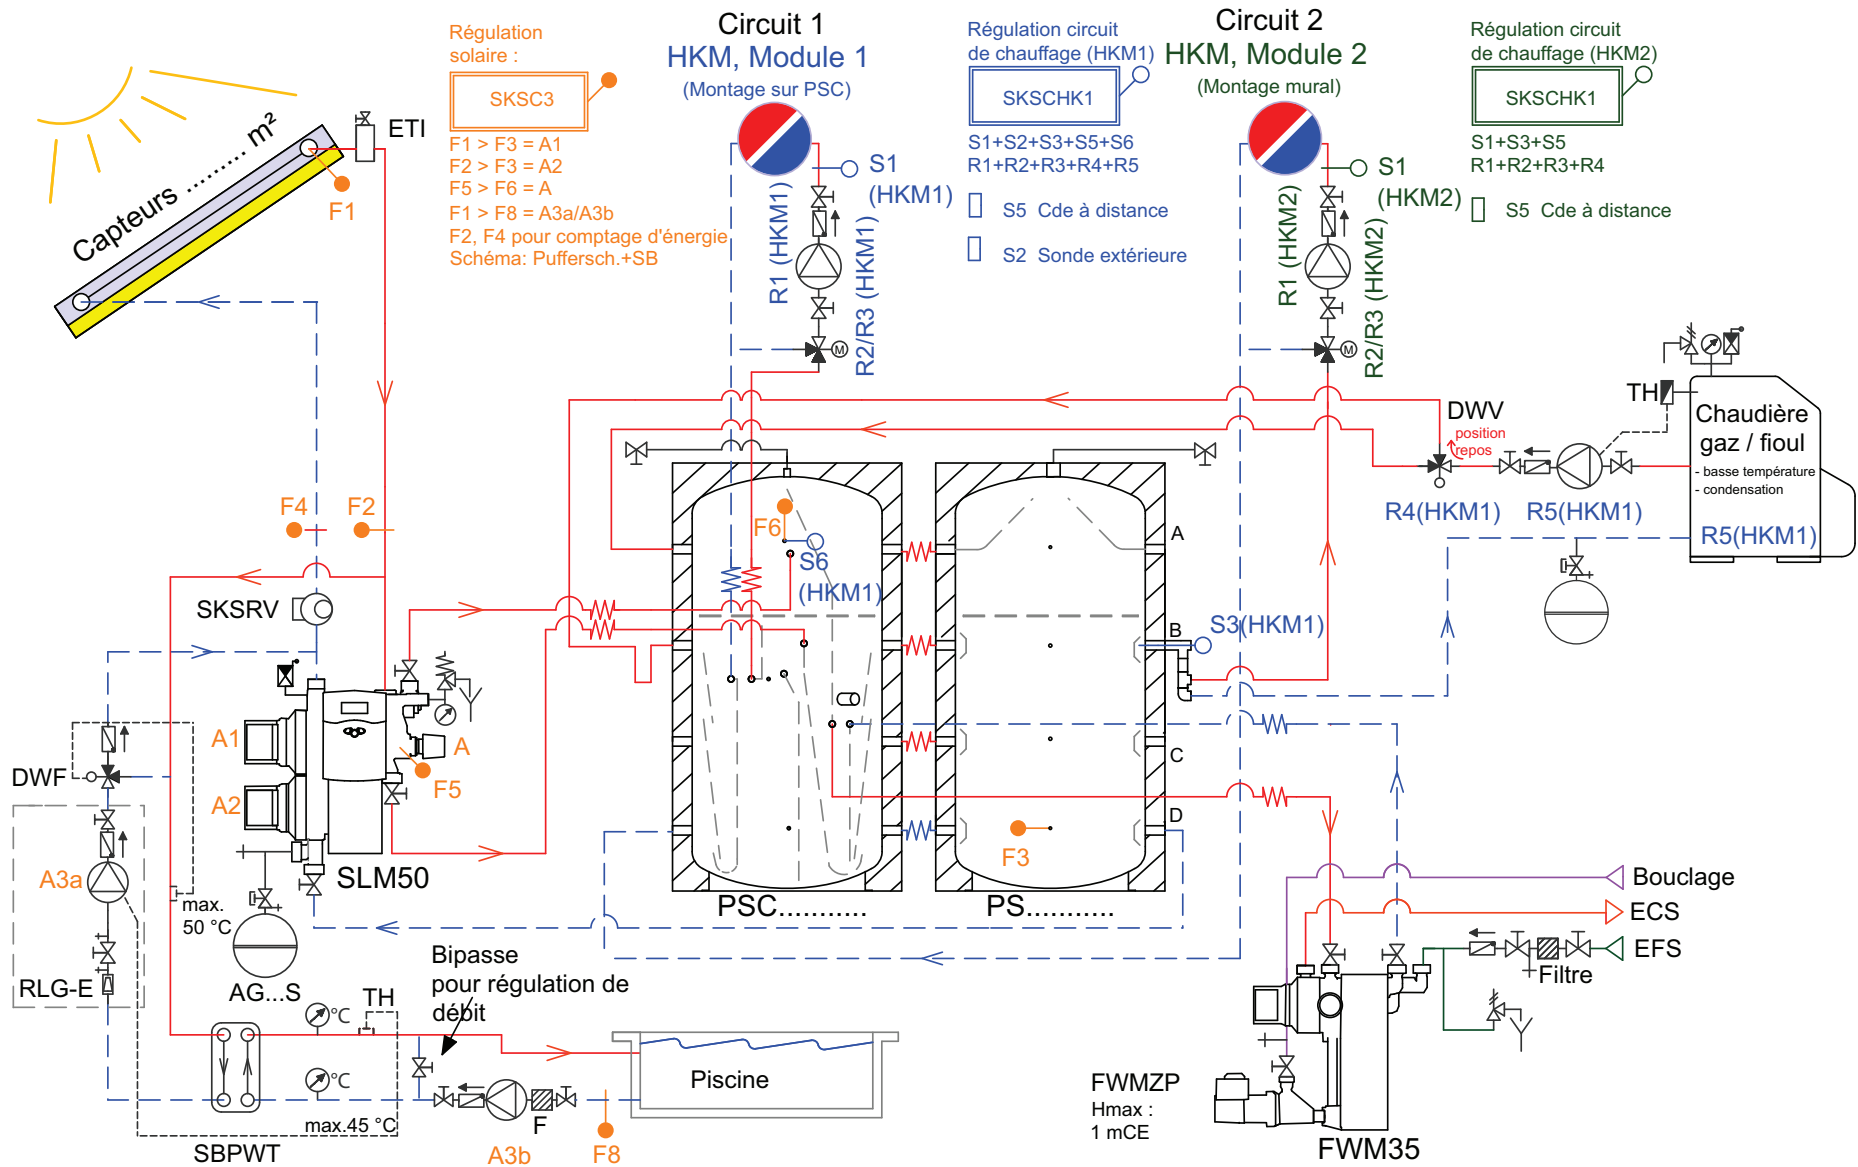 Régulation
solaire :
SKSC3
F1 > F3 = A1
F2 > F3 = A2
F5 > F6 = A
F1 > F8 = A3a/A3b
F2, F4 pour comptage d'énergie
Schéma: Puffersch.+SB
Circuit 1
HKM, Module 1
(Montage sur PSC)
Régulation circuit
de chauffage (HKM1)
SKSCHK1
S1+S2+S3+S5+S6
R1+R2+R3+R4+R5
S5 Cde à distance
S2 Sonde extérieure
Circuit 2
HKM, Module 2
(Montage mural)
Régulation circuit
de chauffage (HKM2)
SKSCHK1
S1+S3+S5
R1+R2+R3+R4
S5 Cde à distance
ETI
Capteurs ........ m²
F1
S1
(HKM1)
R1 (HKM1)
R2/R3 (HKM1)
M
S1
(HKM2)
R1 (HKM2)
R2/R3 (HKM2)
M
TH
Chaudière
gaz / fioul
- basse température
- condensation
DWV
position
repos
R4(HKM1)
R5(HKM1)
R5(HKM1)
F4
F2
F6
S6
(HKM1)
A
B
S3(HKM1)
C
D
SKSRV
A1
A
DWF
F5
A2
A3a
SLM50
F3
max.
50 °C
PSC...........
PS...........
Bouclage
ECS
EFS
Filtre
RLG-E
AG...S
Bipasse
pour régulation de
débit
°C
TH
°C
Piscine
max.45 °C
F
SBPWT
A3b
F8
FWMZP
Hmax :
1 mCE
FWM35